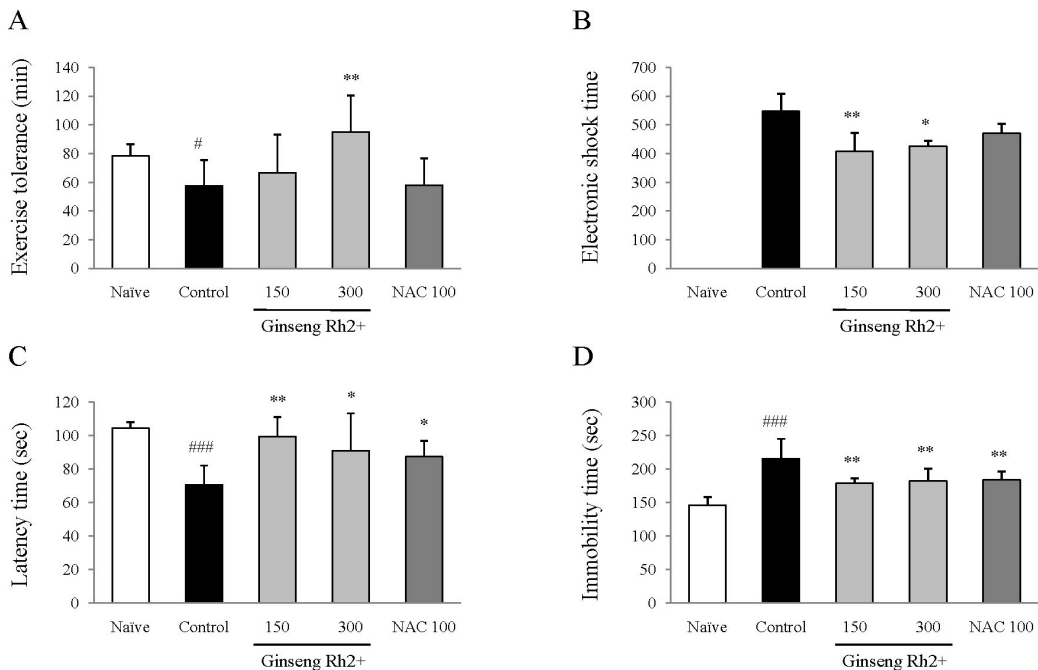 A
Exercise tolerance (min)
140
120
100
80
60
40
20
0
#
**
Naïve Control 150 300 NAC 100
Ginseng Rh2+
B
Electronic shock time
700
600
500
400
300
200
100
0
**
*
Naïve Control 150 300 NAC 100
Ginseng Rh2+
C
Latency time (sec)
120
100
80
60
40
20
0
###
**
*
*
Naïve Control 150 300 NAC 100
Ginseng Rh2+
D
Immobility time (sec)
300
250
200
150
100
50
0
###
**
**
**
Naïve Control 150 300 NAC 100
Ginseng Rh2+